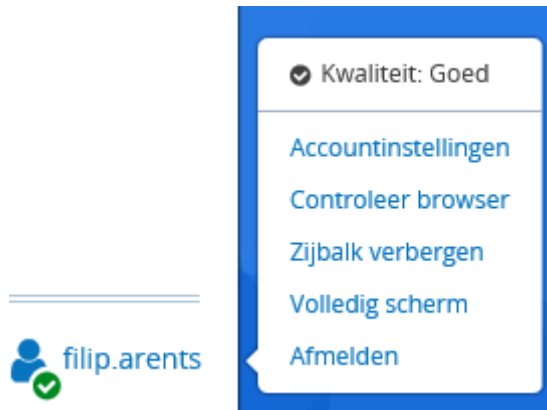 Kwaliteit: Goed
Accountinstellingen
Controleer browser
Zijbalk verbergen
Volledig scherm
Afmelden
filip.arents